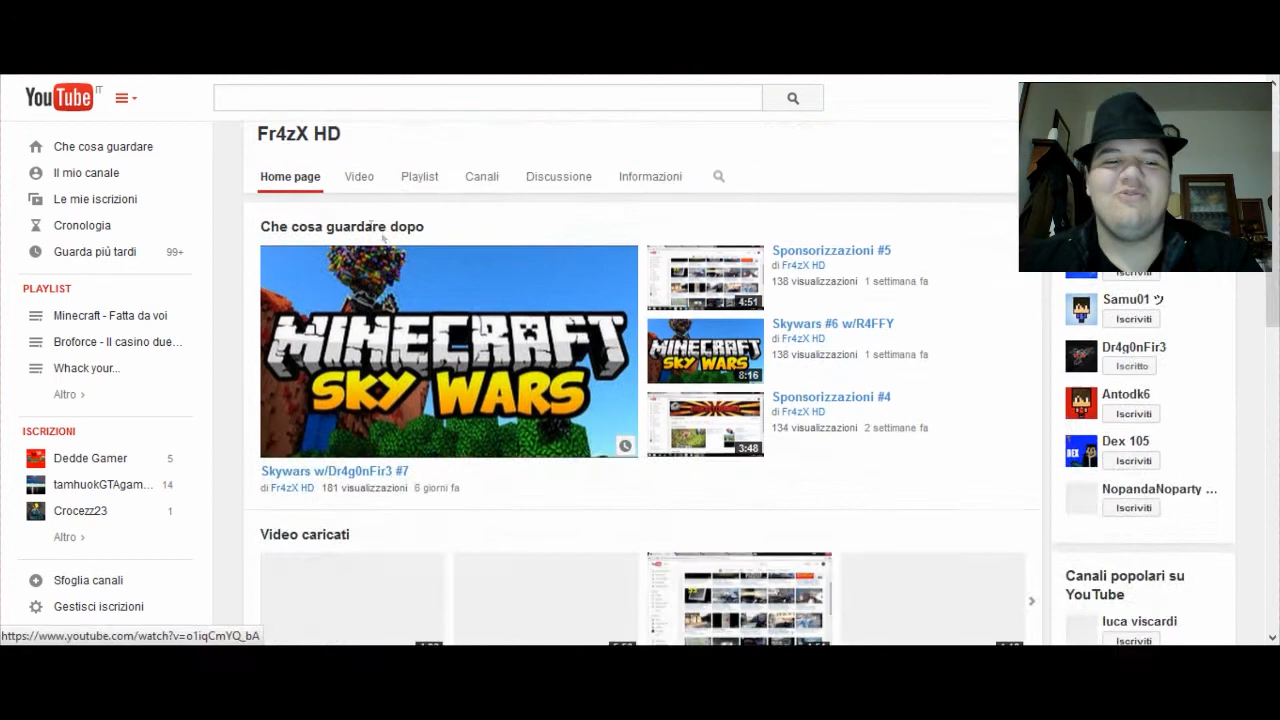 YouTube IT
Fr4zX HD
Home page Video Playlist Canali Discussione Informazioni
Che cosa guardare
Il mio canale
Le mie iscrizioni
Cronologia
Guarda più tardi 99+
PLAYLIST
Minecraft - Fatta da voi
Broforce - Il casino due...
Whack your...
Altro ›
ISCRIZIONI
Dedde Gamer 5
tamhuokGTAgam... 14
Crocezz23 1
Altro ›
Sfoglia canali
Gestisci iscrizioni
https://www.youtube.com/watch?v=o1iqCmYQ_bA
Che cosa guardare dopo
MINECRAFT
SKY WARS
Skywars w/Dr4g0nFir3 #7
di Fr4zX HD 181 visualizzazioni 6 giorni fa
4:51
Sponsorizzazioni #5
di Fr4zX HD
138 visualizzazioni 1 settimana fa
MINECRAFT
SKY WARS
8:16
Skywars #6 w/R4FFY
di Fr4zX HD
138 visualizzazioni 1 settimana fa
3:48
Sponsorizzazioni #4
di Fr4zX HD
134 visualizzazioni 2 settimane fa
Video caricati
Iscriviti
Samu01 ツ
Iscriviti
Dr4g0nFir3
Iscritto
Antodk6
Iscriviti
DEX
Dex 105
Iscriviti
NopandaNoparty ...
Iscriviti
Canali popolari su
YouTube
luca viscardi
Iscriviti